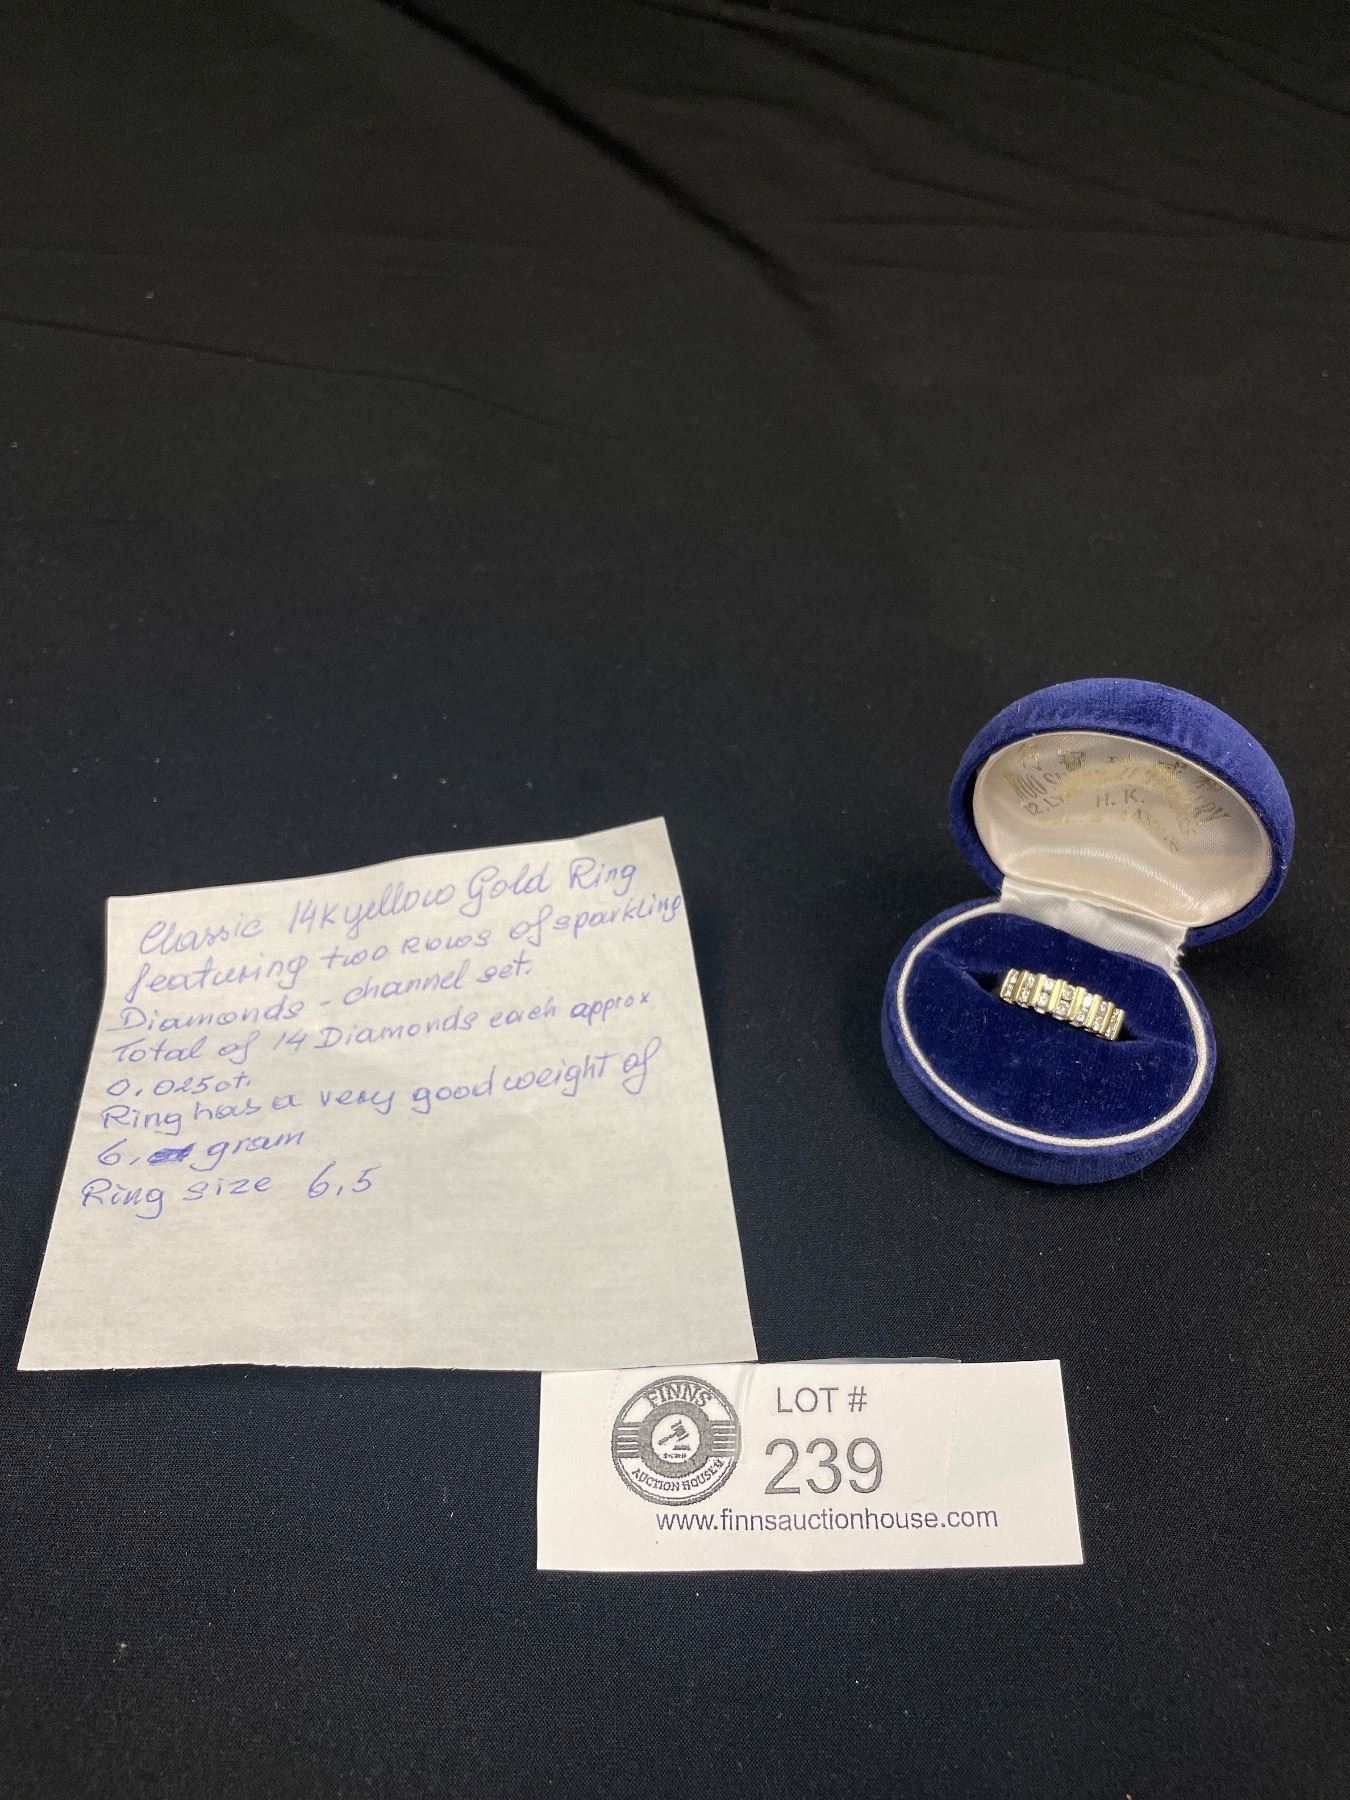 Classic 14K yellow Gold Ring
featuring two Rows of sparkling
Diamonds - channel set.
Total of 14 Diamonds each approx
0.025ct.
Ring has a very good weight of
6. gram
Ring size 6.5
H. K.
FINNS
AUCTION HOUSE
LOT #
239
www.finnsauctionhouse.com